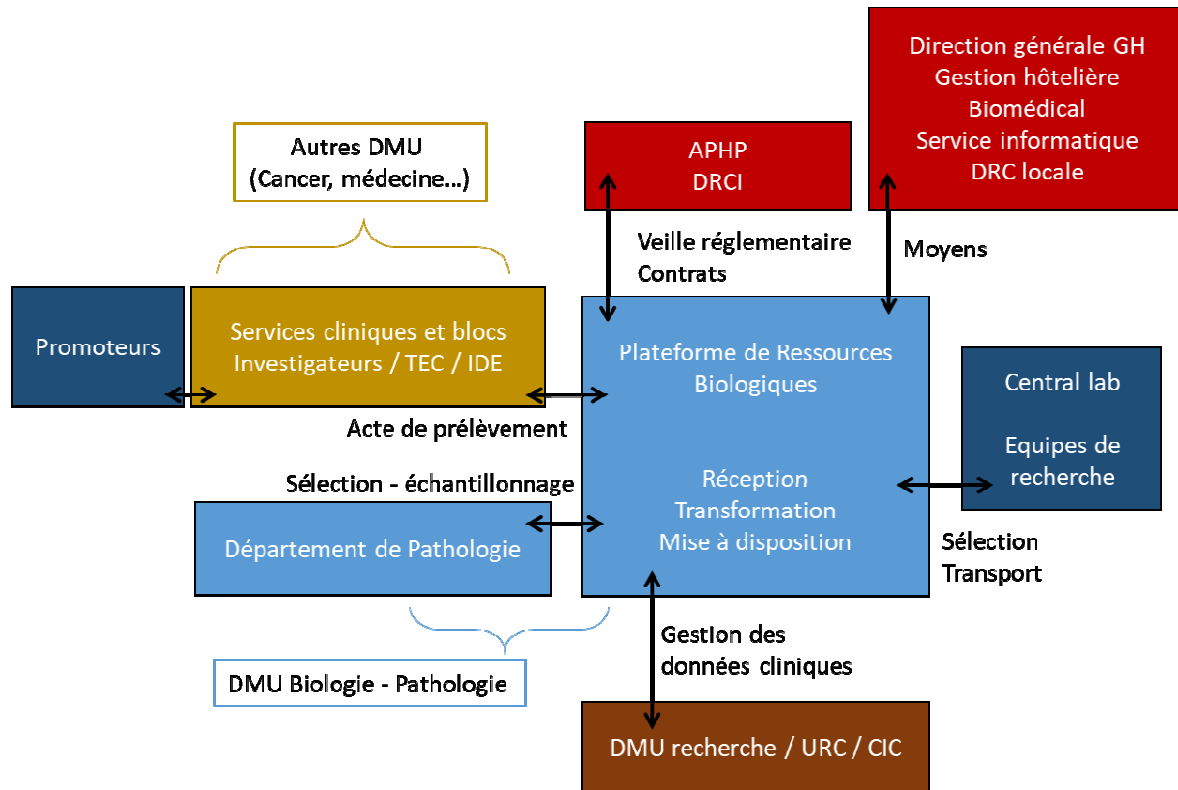 Direction générale GH
Gestion hôtelière
Biomédical
Service informatique
DRC locale
Autres DMU
(Cancer, médecine...)
APHP
DRCI
Veille réglementaire
Contrats
Moyens
Promoteurs
Services cliniques et blocs
Investigateurs / TEC / IDE
Plateforme de Ressources
Biologiques
Central lab
Equipes de
recherche
Acte de prélèvement
Sélection - échantillonnage
Réception
Transformation
Mise à disposition
Département de Pathologie
Sélection
Transport
Gestion des
données cliniques
DMU Biologie - Pathologie
DMU recherche / URC / CIC